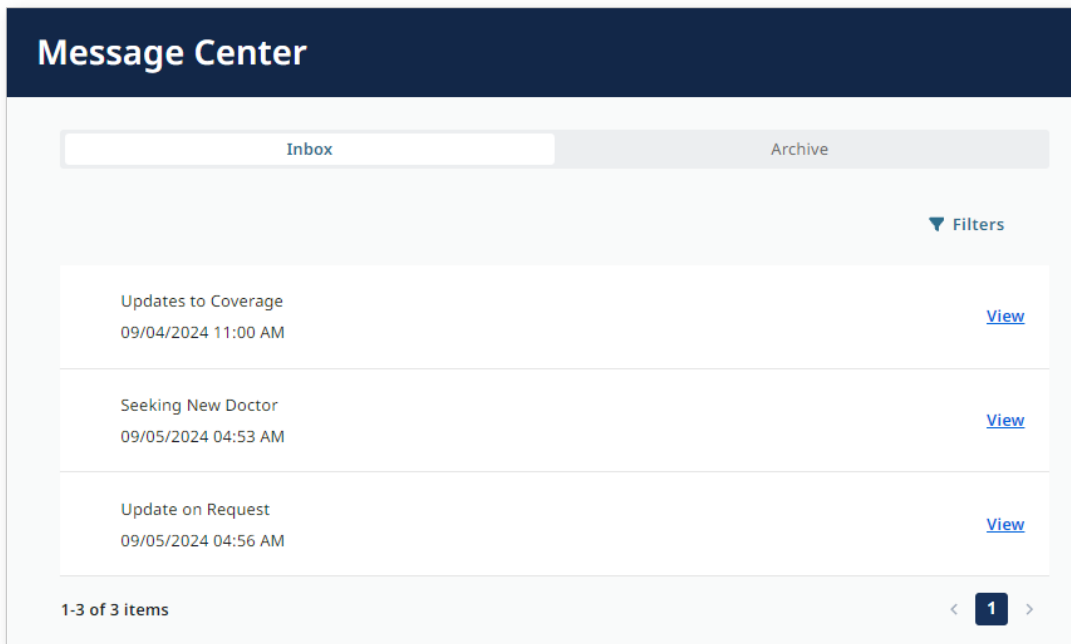 Message Center
Inbox
Archive
Filters
Updates to Coverage
09/04/2024 11:00 AM
View
Seeking New Doctor
09/05/2024 04:53 AM
View
Update on Request
09/05/2024 04:56 AM
View
1-3 of 3 items
1